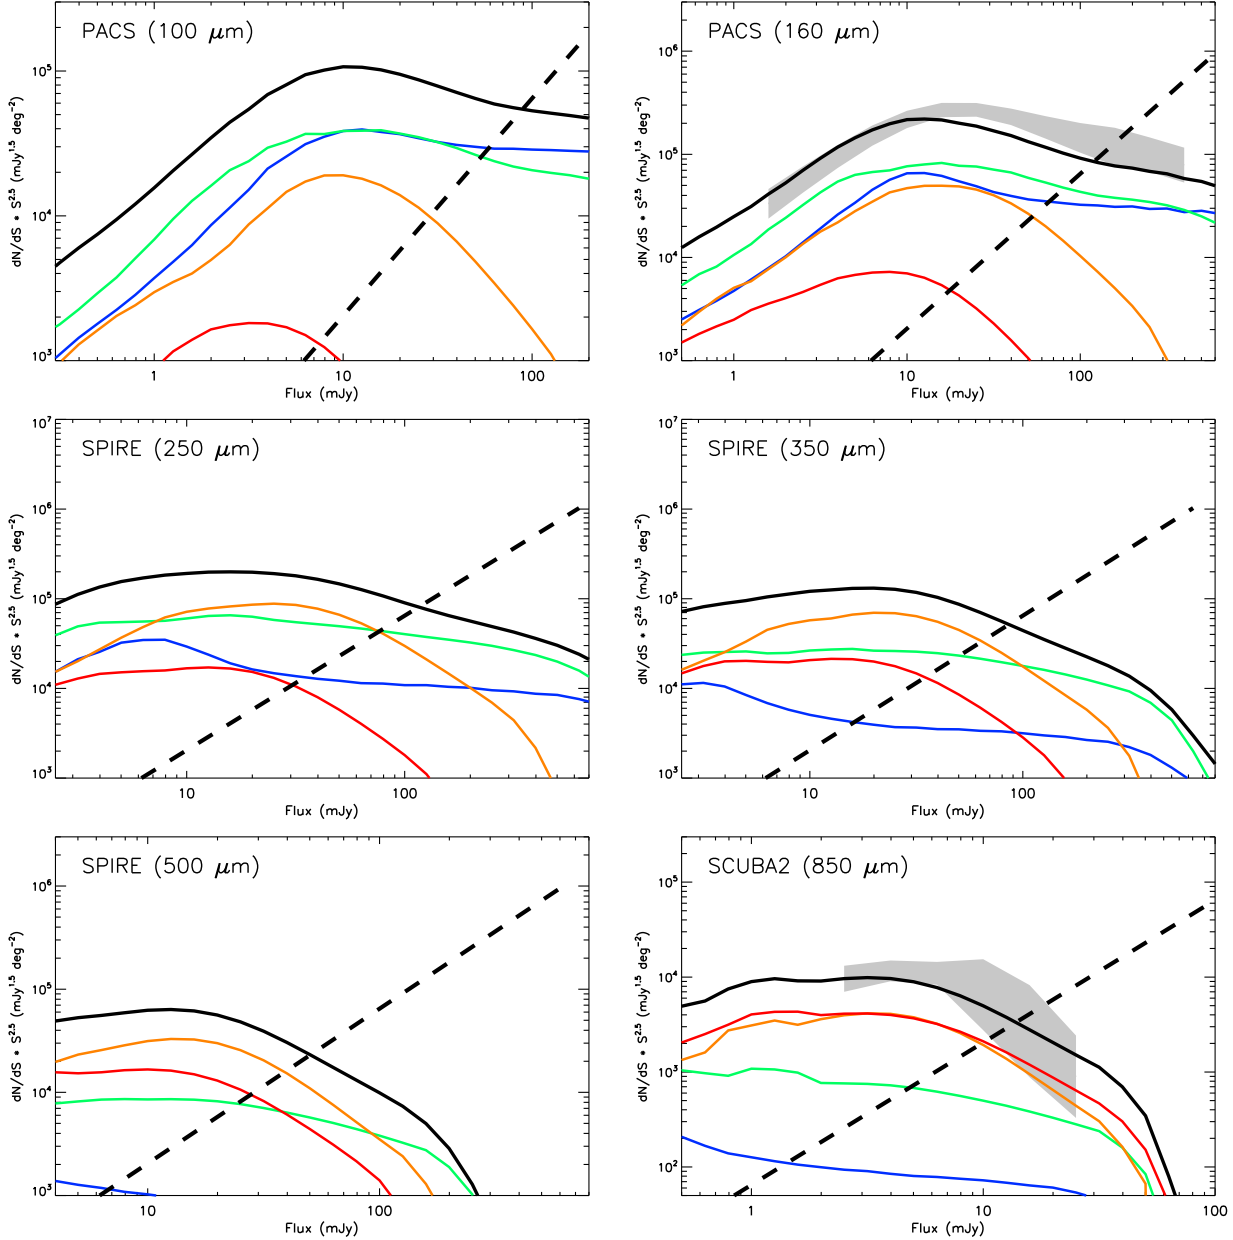 PACS (100 μm)
10^5
10^4
10^3
dN/dS * S^2.5 (mJy^1.5 deg^-2)
1 10 100
Flux (mJy)
PACS (160 μm)
10^6
10^5
10^4
10^3
dN/dS * S^2.5 (mJy^1.5 deg^-2)
1 10 100
Flux (mJy)
SPIRE (250 μm)
10^7
10^6
10^5
10^4
10^3
dN/dS * S^2.5 (mJy^1.5 deg^-2)
10 100
Flux (mJy)
SPIRE (350 μm)
10^7
10^6
10^5
10^4
10^3
dN/dS * S^2.5 (mJy^1.5 deg^-2)
10 100
Flux (mJy)
SPIRE (500 μm)
10^6
10^5
10^4
10^3
dN/dS * S^2.5 (mJy^1.5 deg^-2)
10 100
Flux (mJy)
SCUBA2 (850 μm)
10^5
10^4
10^3
10^2
dN/dS * S^2.5 (mJy^1.5 deg^-2)
1 10 100
Flux (mJy)